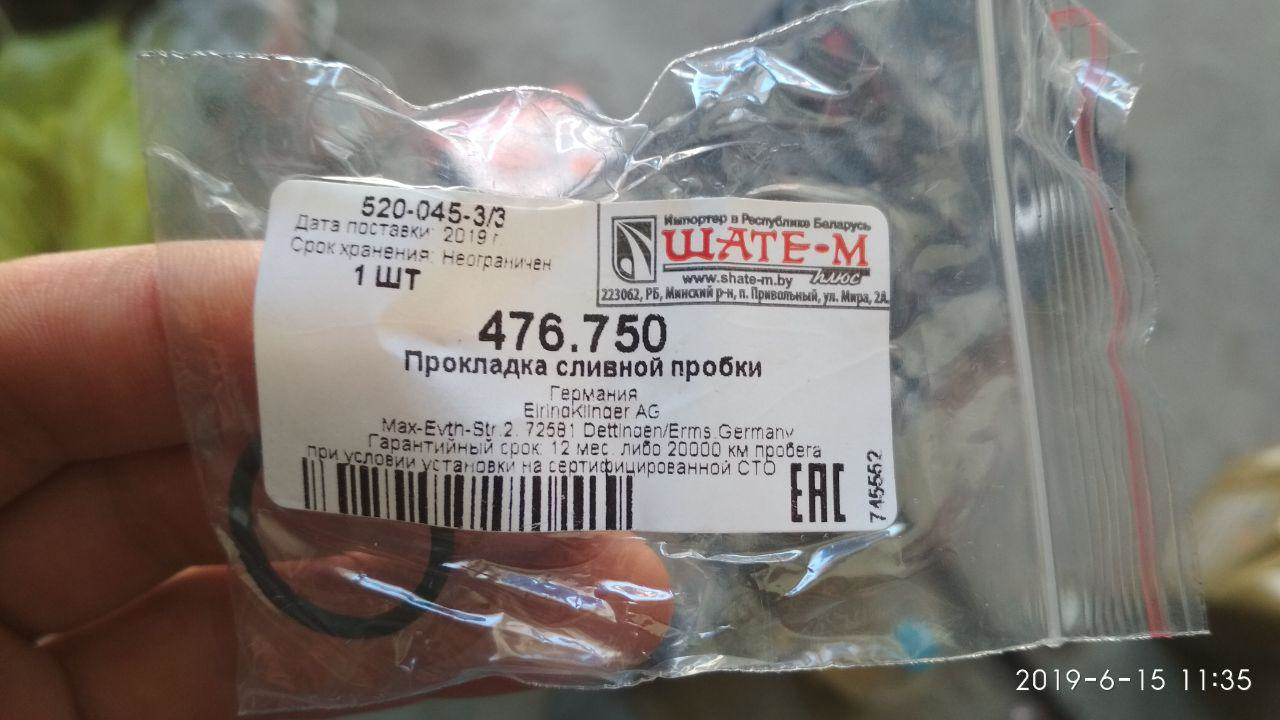 520-045-3/3
Дата поставки: 2019 г.
Срок хранения: Неограничен
1 ШТ
Импортер в Республике Беларусь
ШАТЕ-М
плюс
www.shate-m.by
223062, РБ, Минский р-н, п. Привольный, ул. Мира, 2А
476.750
Прокладка сливной пробки
Германия
ElringKlinger AG
Max-Eyth-Str.2, 72581 Dettingen/Erms,Germany
Гарантийный срок: 12 мес. либо 20000 км пробега
при условии установки на сертифицированной СТО
EAC
745552
2019-6-15 11:35